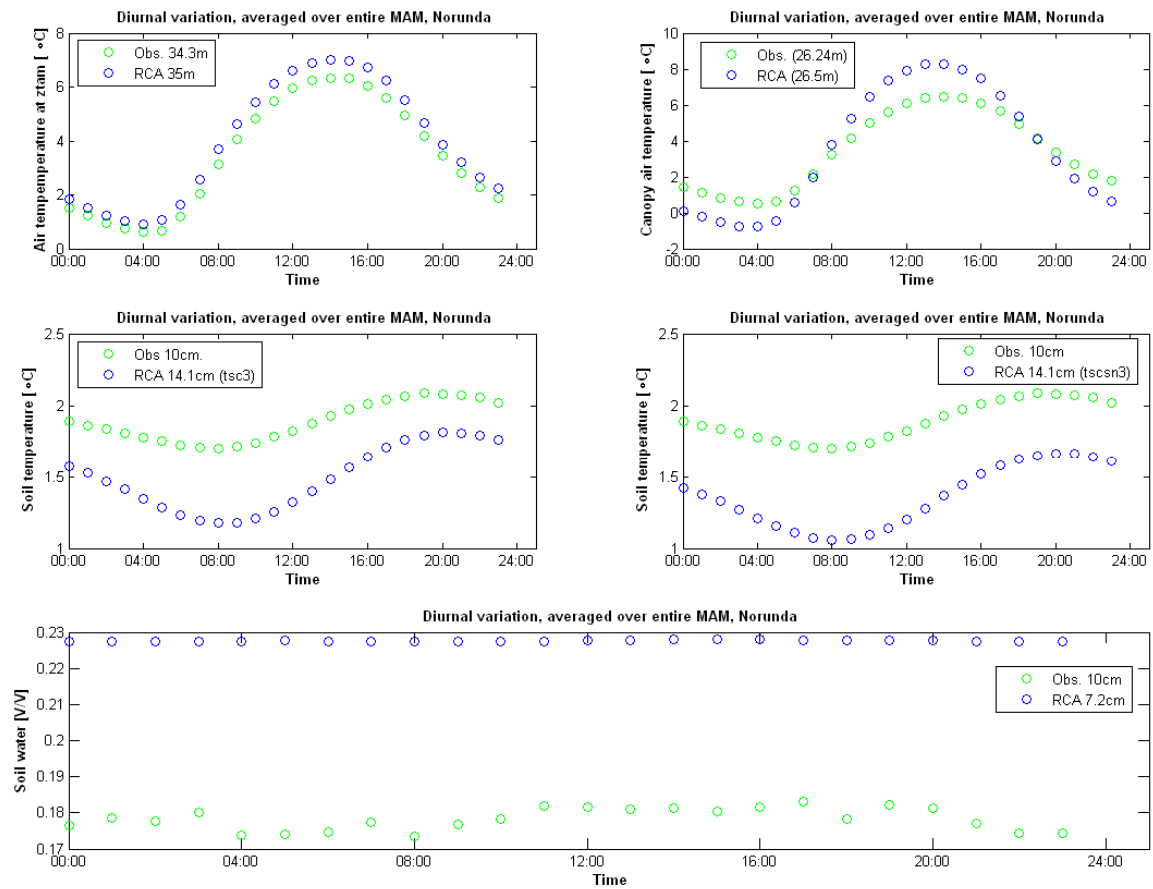 Diurnal variation, averaged over entire MAM, Norunda
8
6
4
2
0
Air tempemperature at ztam [ ∘C]
Obs. 34.3m
RCA 35m
00:00 04:00 08:00 12:00 16:00 20:00 24:00
Time
Diurnal variation, averaged over entire MAM, Norunda
10
8
6
4
2
0
-2
Canopy air temperature [ ∘C]
Obs. (26.24m)
RCA (26.5m)
00:00 04:00 08:00 12:00 16:00 20:00 24:00
Time
Diurnal variation, averaged over entire MAM, Norunda
2.5
2
1.5
1
Soil temperature [ ∘C]
Obs 10cm.
RCA 14.1cm (tsc3)
00:00 04:00 08:00 12:00 16:00 20:00 24:00
Time
Diurnal variation, averaged over entire MAM, Norunda
2.5
2
1.5
1
Soil temperature [ ∘C]
Obs. 10cm
RCA 14.1cm (tscsn3)
00:00 04:00 08:00 12:00 16:00 20:00 24:00
Time
Diurnal variation, averaged over entire MAM, Norunda
0.23
0.22
0.21
0.2
0.19
0.18
0.17
Soil water [V/V]
Obs. 10cm
RCA 7.2cm
00:00 04:00 08:00 12:00 16:00 20:00 24:00
Time